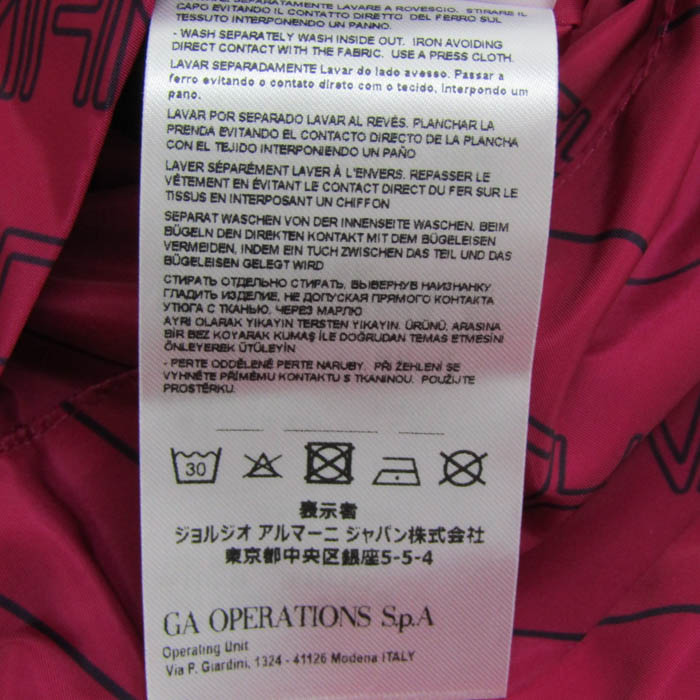 SEPARATAMENTE LAVARE A ROVESCIO. STIRARE IL
CAPO EVITANDO IL CONTATTO DIRETTO DEL FERRO SUL
TESSUTO INTERPONENDO UN PANNO.
- WASH SEPARATELY WASH INSIDE OUT. IRON AVOIDING
DIRECT CONTACT WITH THE FABRIC. USE A PRESS CLOTH.
LAVAR SEPARADAMENTE Lavar do lado avesso. Passar a
ferro evitando o contato direto com o tecido, interpondo um
pano.
LAVAR POR SEPARADO LAVAR AL REVÉS. PLANCHAR LA
PRENDA EVITANDO EL CONTACTO DIRECTO DE LA PLANCHA
CON EL TEJIDO INTERPONIENDO UN PAÑO
LAVER SÉPARÉMENT LAVER À L'ENVERS. REPASSER LE
VÊTEMENT EN ÉVITANT LE CONTACT DIRECT DU FER SUR LE
TISSUS EN INTERPOSANT UN CHIFFON
SEPARAT WASCHEN VON DER INNENSEITE WASCHEN. BEIM
BÜGELN DEN DIREKTEN KONTAKT MIT DEM BÜGELEISEN
VERMEIDEN, INDEM EIN TUCH ZWISCHEN DAS TEIL UND DAS
BÜGELEISEN GELEGT WIRD
СТИРАТЬ ОТДЕЛЬНО СТИРАТЬ, ВЫВЕРНУВ НАИЗНАНКУ
ГЛАДИТЬ ИЗДЕЛИЕ, НЕ ДОПУСКАЯ ПРЯМОГО КОНТАКТА
УТЮГА С ТКАНЬЮ, ЧЕРЕЗ МАРЛЮ
AYRI OLARAK YIKAYIN TERSTEN YIKAYIN. ÜRÜNÜ, ARASINA
BİR BEZ KOYARAK KUMAŞ İLE DOĞRUDAN TEMAS ETMESİNİ
ÖNLEYEREK ÜTÜLEYİN
- PERTE ODDĚLENĚ PERTE NARUBY. PŘI ŽEHLENÍ SE
VYHNĚTE PŘÍMÉMU KONTAKTU S TKANINOU. POUŽIJTE
PROSTĚRKU.
30
表示者
ジョルジオ アルマーニ ジャパン株式会社
東京都中央区銀座5-5-4
GA OPERATIONS S.p.A
Operating Unit
Via P. Giardini, 1324 - 41126 Modena ITALY